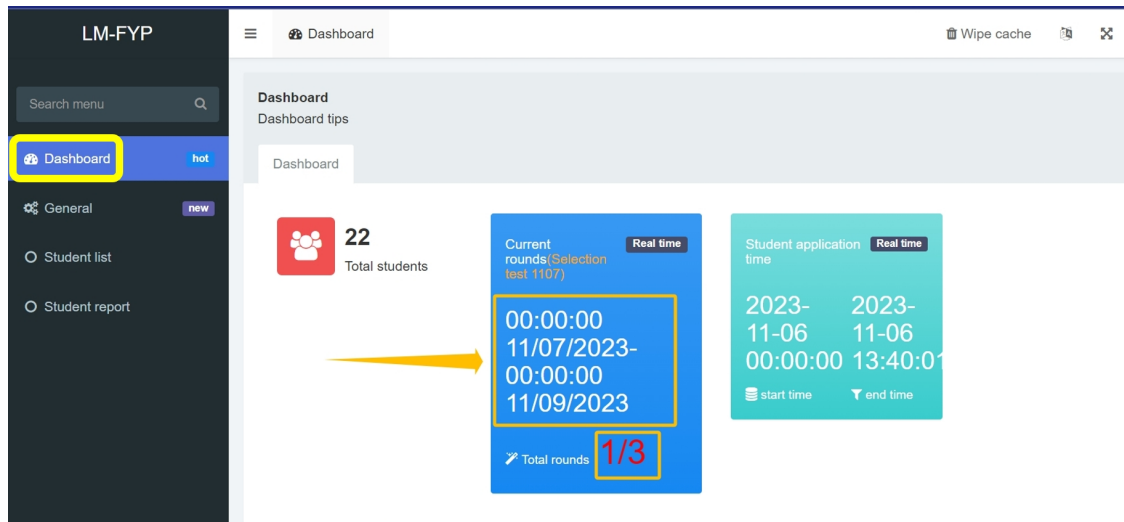 LM-FYP
Dashboard
Wipe cache
Search menu
Dashboard
hot
General
new
Student list
Student report
Dashboard
Dashboard tips
Dashboard
22
Total students
Current
rounds(Selection
test 1107)
Real time
00:00:00
11/07/2023-
00:00:00
11/09/2023
Total rounds 1/3
Student application
time
Real time
2023-
11-06
00:00:00
start time
2023-
11-06
13:40:01
end time